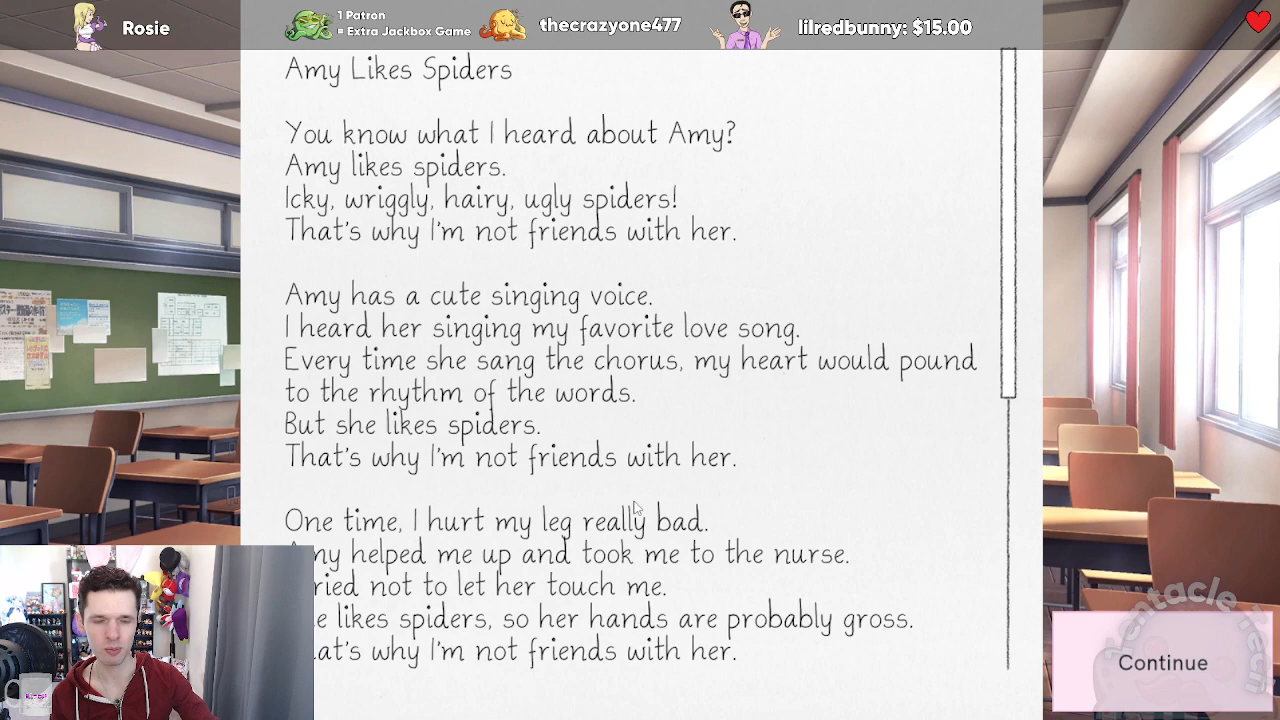 Rosie
1 Patron
= Extra Jackbox Game
thecrazyone477
lilredbunny: $15.00
Amy Likes Spiders
You know what I heard about Amy?
Amy likes spiders.
Icky, wriggly, hairy, ugly spiders!
That's why I'm not friends with her.
Amy has a cute singing voice.
I heard her singing my favorite love song.
Every time she sang the chorus, my heart would pound
to the rhythm of the words.
But she likes spiders.
That's why I'm not friends with her.
One time, I hurt my leg really bad.
my helped me up and took me to the nurse.
ried not to let her touch me.
e likes spiders, so her hands are probably gross.
at's why I'm not friends with her.
Tentacle Tech
Continue